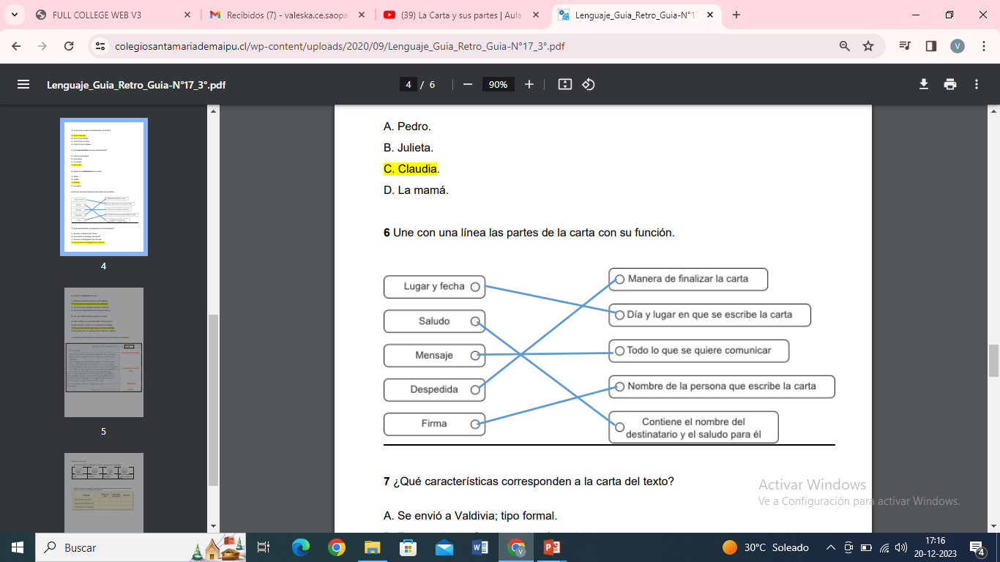 FULL COLLEGE WEB V3
Recibidos (7) - valeska.ce.saopa
(39) La Carta y sus partes | Aula
Lenguaje_Guia_Retro_Guia-N°17
colegiosantamariademaipu.cl/wp-content/uploads/2020/09/Lenguaje_Guia_Retro_Guia-N°17_3°.pdf
V
Lenguaje_Guia_Retro_Guia-N°17_3°.pdf
4 / 6
90%
4
5
A. Pedro.
B. Julieta.
C. Claudia.
D. La mamá.
6 Une con una línea las partes de la carta con su función.
Lugar y fecha
Saludo
Mensaje
Despedida
Firma
Manera de finalizar la carta
Día y lugar en que se escribe la carta
Todo lo que se quiere comunicar
Nombre de la persona que escribe la carta
Contiene el nombre del
destinatario y el saludo para él
7 ¿Qué características corresponden a la carta del texto?
A. Se envió a Valdivia; tipo formal.
Activar Windows
Ve a Configuración para activar Windows.
Buscar
30°C Soleado
17:16
20-12-2023
4